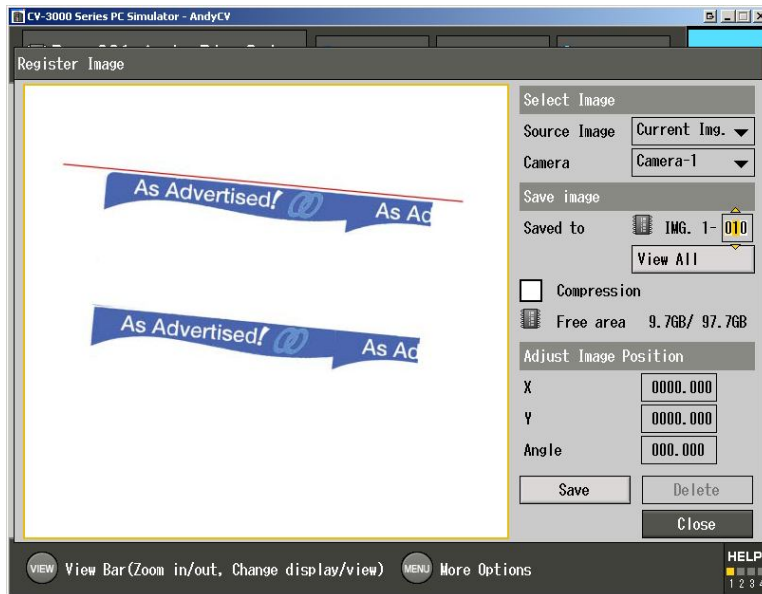 CV-3000 Series PC Simulator - AndyCV
Register Image
As Advertised! As Ad
As Advertised! As Ad
Select Image
Source Image Current Img.
Camera Camera-1
Save image
Saved to IMG. 1- 010
View All
Compression
Free area 9.7GB/ 97.7GB
Adjust Image Position
X 0000.000
Y 0000.000
Angle 000.000
Save Delete
Close
VIEW View Bar(Zoom in/out, Change display/view) MENU More Options
HELP
1 2 3 4